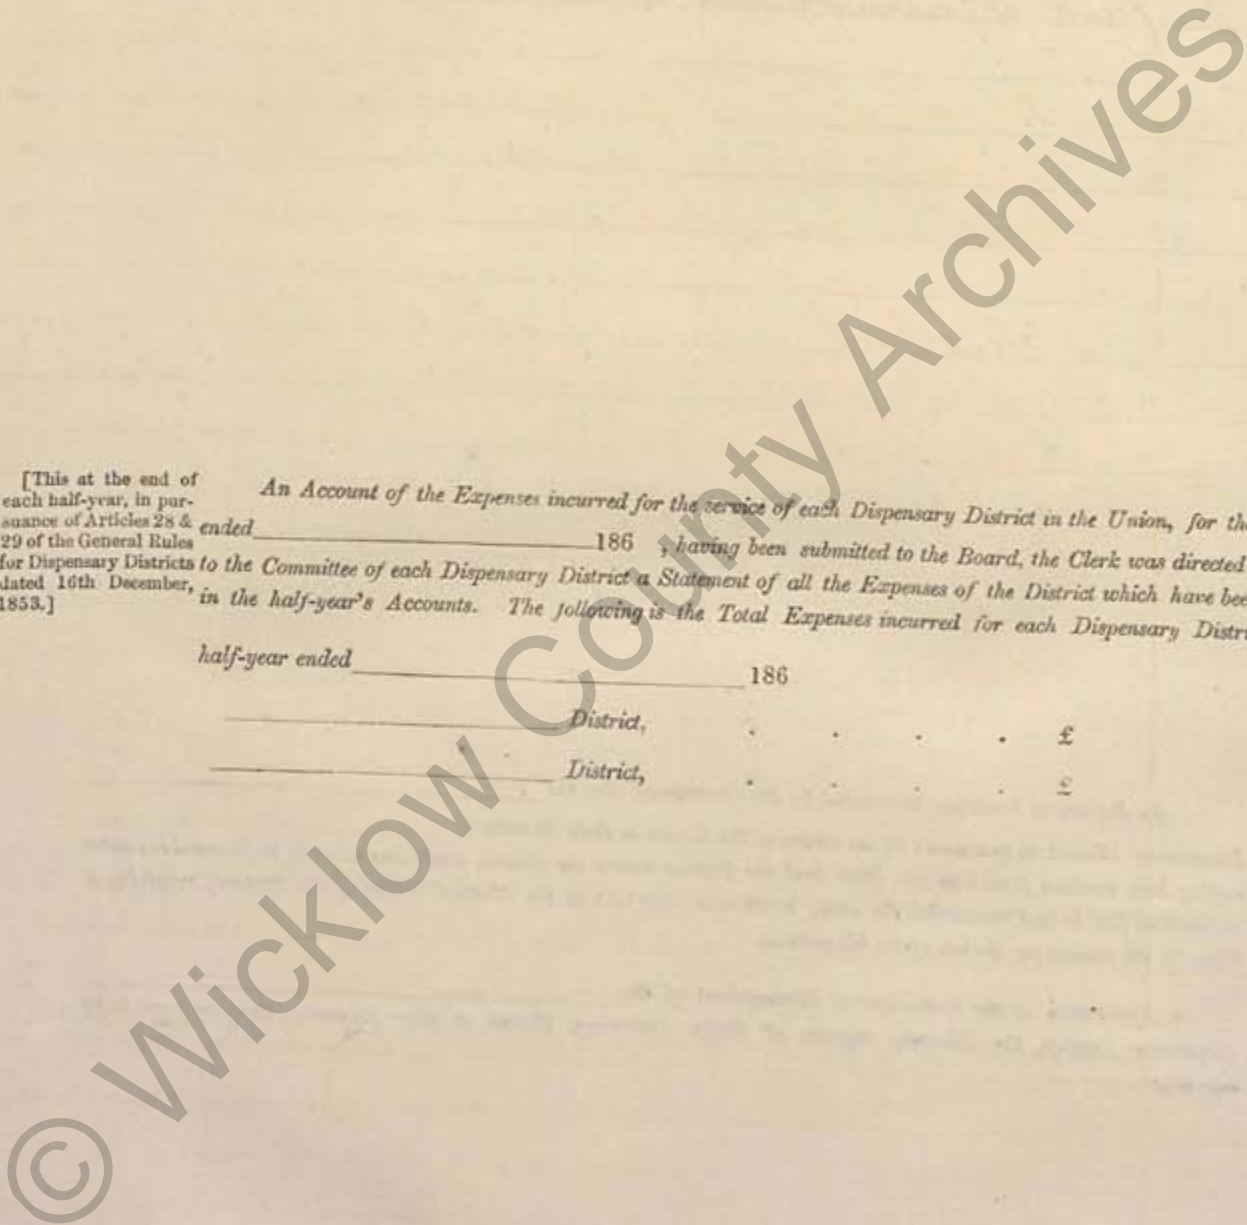 [This at the end of
each half-year, in pur-
suance of Articles 28 &
29 of the General Rules
for Dispensary Districts
dated 16th December,
1853.]
An Account of the Expenses incurred for the service of each Dispensary District in the Union, for the
ended 186 , having been submitted to the Board, the Clerk was directed
to the Committee of each Dispensary District a Statement of all the Expenses of the District which have bee
in the half-year's Accounts. The following is the Total Expenses incurred for each Dispensary Distri
half-year ended 186
District, . . . . £
District, . . . . £
© Wicklow County Archives